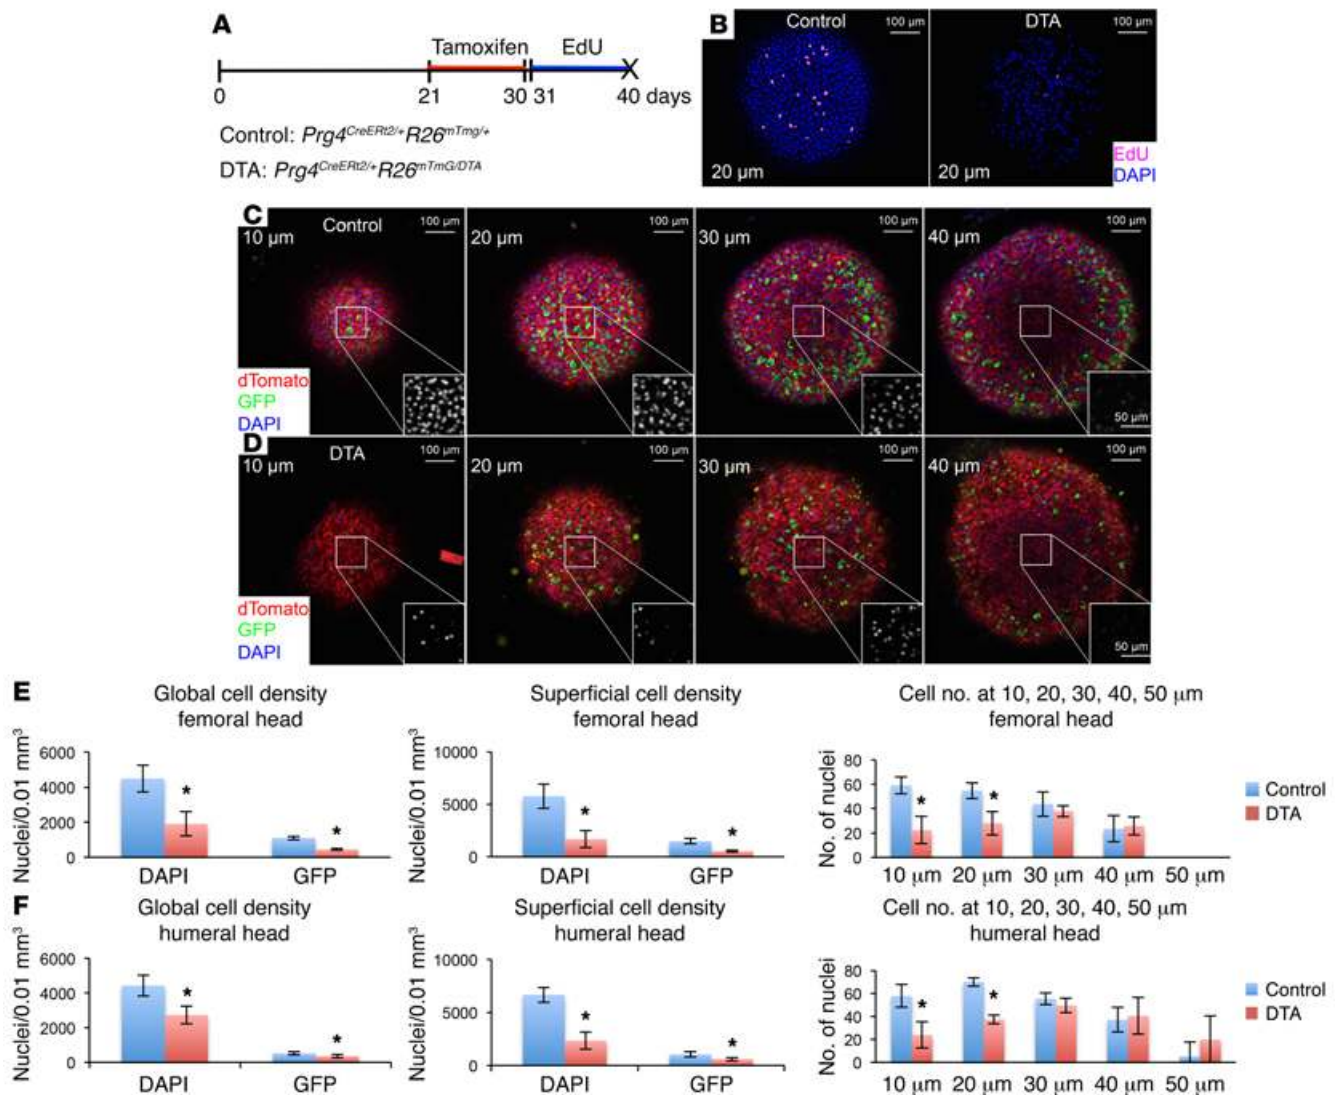 A
Tamoxifen EdU
0 21 30 31 40 days
Control: Prg4CreERt2/+R26mTmg/+
DTA: Prg4CreERt2/+R26mTmG/DTA
B
Control 100 μm
20 μm
DTA 100 μm
20 μm
EdU
DAPI
C
10 μm Control 100 μm
20 μm 100 μm
30 μm 100 μm
40 μm 100 μm
dTomato
GFP
DAPI
50 μm
D
10 μm DTA 100 μm
20 μm 100 μm
30 μm 100 μm
40 μm 100 μm
dTomato
GFP
DAPI
50 μm
E
Global cell density
femoral head
Nuclei/0.01 mm³
6000
4000
2000
0
* *
DAPI GFP
Superficial cell density
femoral head
Nuclei/0.01 mm³
10000
5000
0
* *
DAPI GFP
Cell no. at 10, 20, 30, 40, 50 μm
femoral head
No. of nuclei
80
60
40
20
0
* *
10 μm 20 μm 30 μm 40 μm 50 μm
Control
DTA
F
Global cell density
humeral head
Nuclei/0.01 mm³
6000
4000
2000
0
* *
DAPI GFP
Superficial cell density
humeral head
Nuclei/0.01 mm³
10000
5000
0
* *
DAPI GFP
Cell no. at 10, 20, 30, 40, 50 μm
humeral head
No. of nuclei
80
60
40
20
0
* *
10 μm 20 μm 30 μm 40 μm 50 μm
Control
DTA